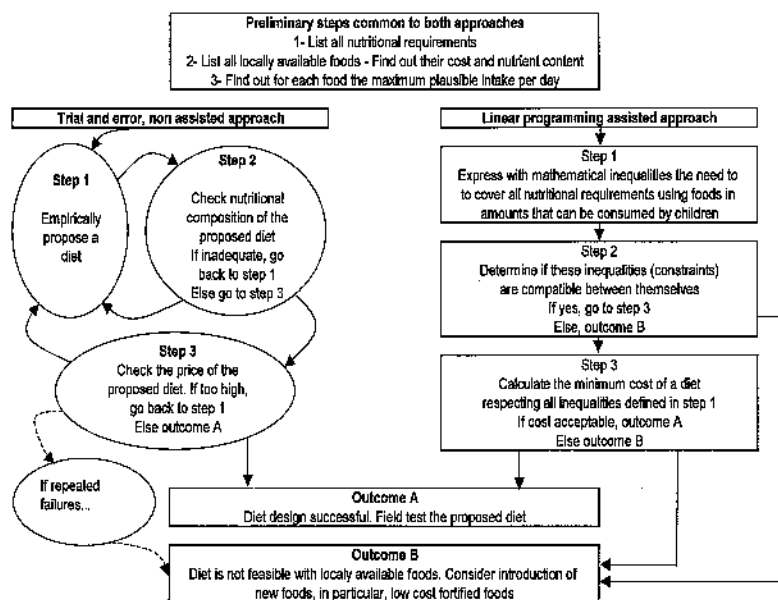 Preliminary steps common to both approaches
1- List all nutritional requirements
2- List all locally available foods - Find out their cost and nutrient content
3- Find out for each food the maximum plausible intake per day
Trial and error, non assisted approach
Step 1
Empirically
propose a
diet
Step 2
Check nutritional
composition of the
proposed diet
If inadequate, go
back to step 1
Else go to step 3
Step 3
Check the price of the
proposed diet. If too high,
go back to step 1
Else outcome A
If repeated
failures...
Linear programming assisted approach
Step 1
Express with mathematical inequalities the need to
to cover all nutritional requirements using foods in
amounts that can be consumed by children
Step 2
Determine if these inequalities (constraints)
are compatible between themselves
If yes, go to step 3
Else, outcome B
Step 3
Calculate the minimum cost of a diet
respecting all inequalities defined in step 1
If cost acceptable, outcome A
Else outcome B
Outcome A
Diet design successful. Field test the proposed diet
Outcome B
Diet is not feasible with localy available foods. Consider introduction of
new foods, in particular, low cost fortified foods